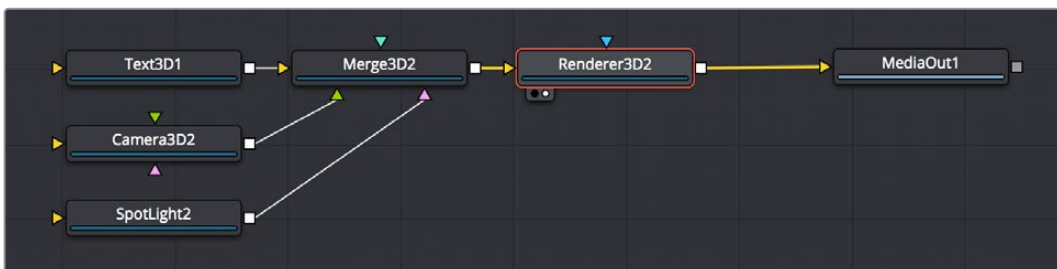 Text3D1
Merge3D2
Renderer3D2
MediaOut1
Camera3D2
SpotLight2